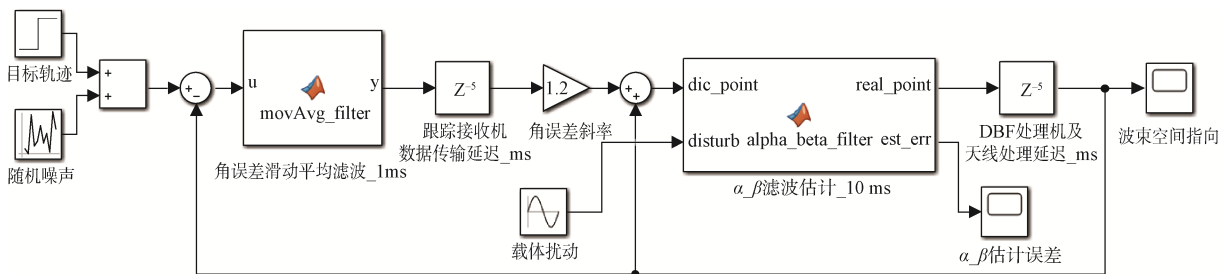 目标轨迹
随机噪声
+
+
+
−
u
y
movAvg_filter
角误差滑动平均滤波_1ms
Z⁻⁵
跟踪接收机
数据传输延迟_ms
1.2
角误差斜率
+
+
dic_point
real_point
disturb
alpha_beta_filter
est_err
α_β滤波估计_10 ms
载体扰动
Z⁻⁵
DBF处理机及
天线处理延迟_ms
波束空间指向
α_β估计误差